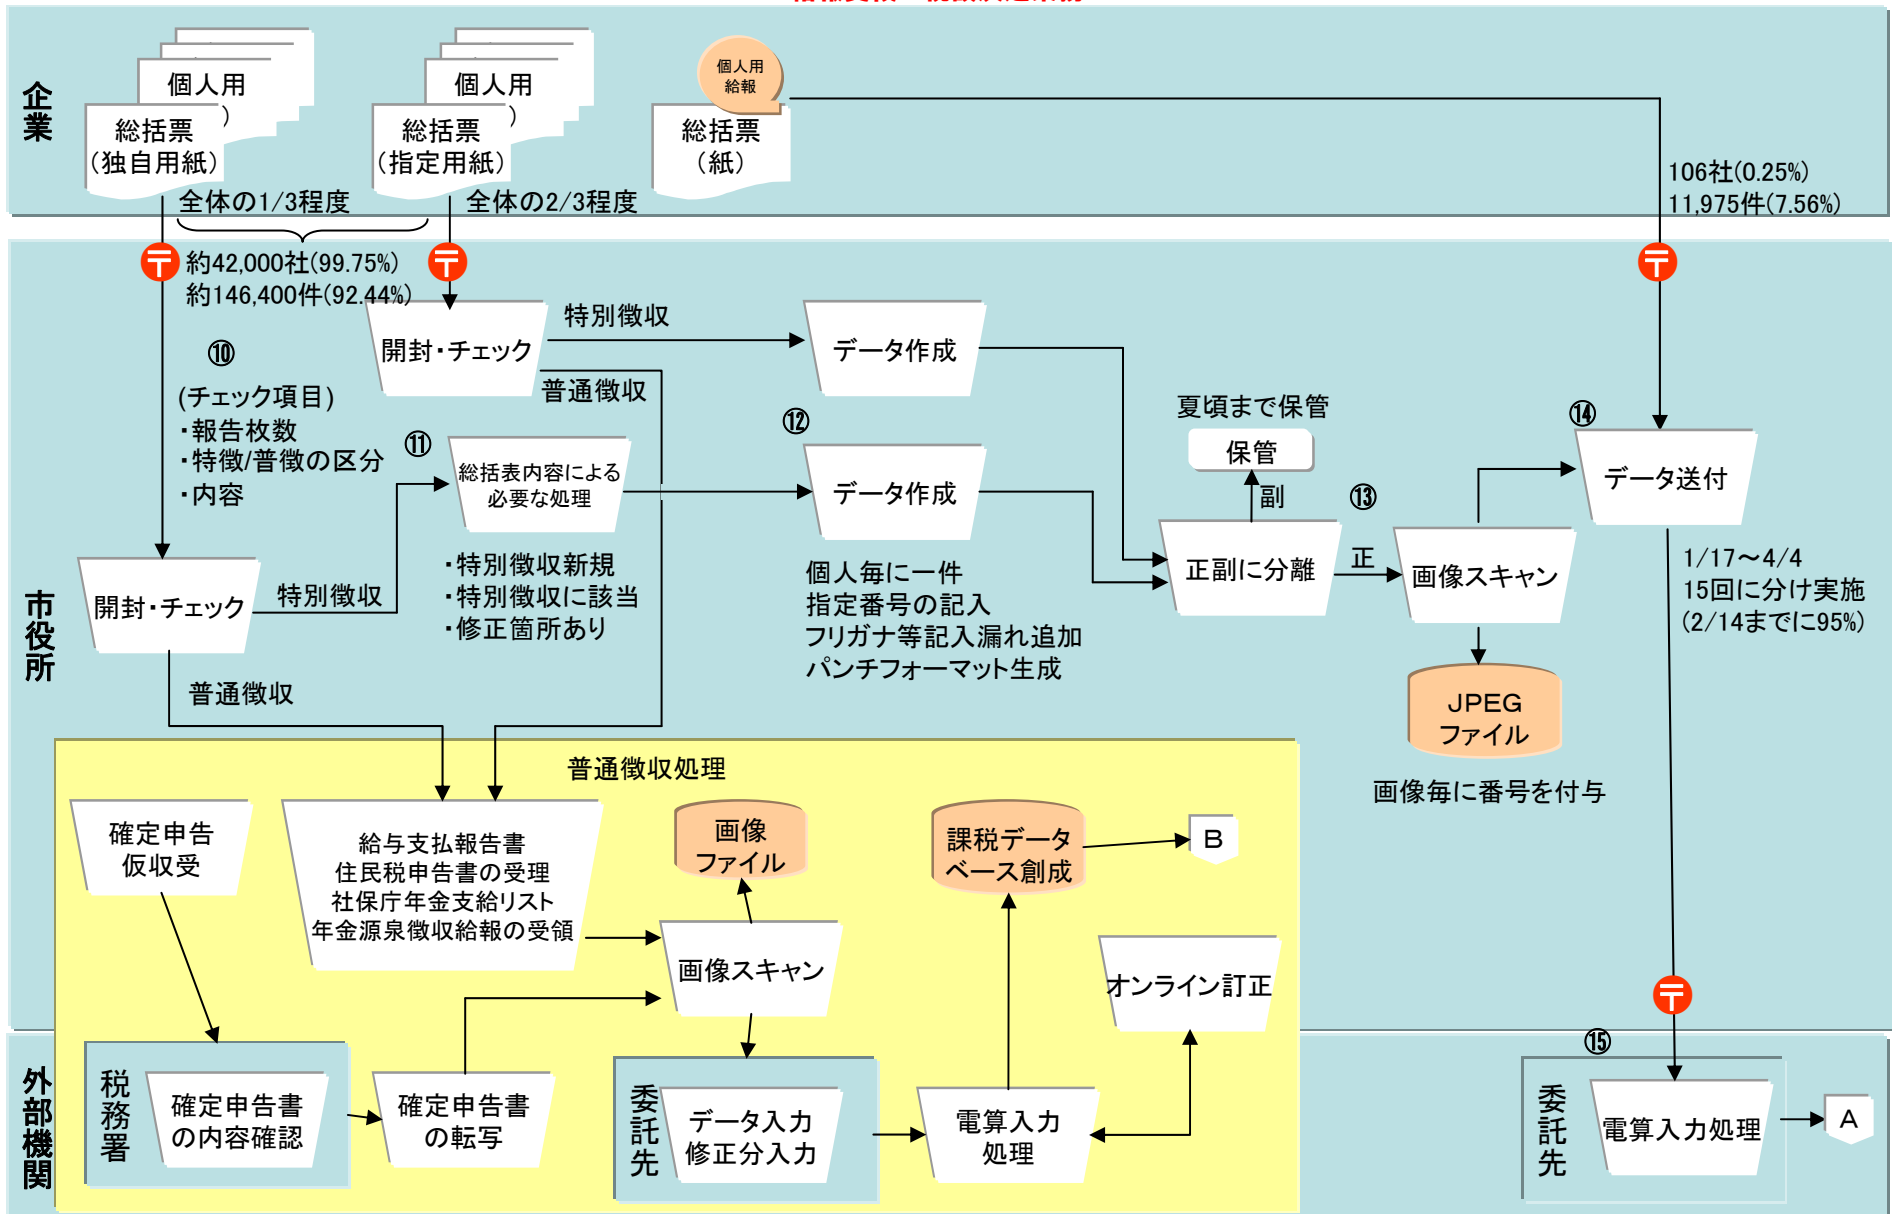 企業
個人用
)
総括票
(独自用紙)
個人用
)
総括票
(指定用紙)
個人用
給報
総括票
(紙)
全体の1/3程度
全体の2/3程度
106社(0.25%)
11,975件(7.56%)
市役所
〒
約42,000社(99.75%)
約146,400件(92.44%)
〒
〒
開封・チェック
特別徴収
普通徴収
データ作成
⑩
(チェック項目)
・報告枚数
・特徴/普徴の区分
・内容
⑪
総括表内容による
必要な処理
⑫
データ作成
夏頃まで保管
保管
副
⑬
⑭
データ送付
開封・チェック
特別徴収
・特別徴収新規
・特別徴収に該当
・修正箇所あり
個人毎に一件
指定番号の記入
フリガナ等記入漏れ追加
パンチフォーマット生成
正副に分離
正
画像スキャン
1/17～4/4
15回に分け実施
(2/14までに95%)
普通徴収
JPEG
ファイル
画像毎に番号を付与
普通徴収処理
確定申告
仮収受
給与支払報告書
住民税申告書の受理
社保庁年金支給リスト
年金源泉徴収給報の受領
画像
ファイル
課税データ
ベース創成
B
画像スキャン
オンライン訂正
〒
外部機関
税務署
確定申告書
の内容確認
確定申告書
の転写
委託先
データ入力
修正分入力
電算入力
処理
⑮
委託先
電算入力処理
A